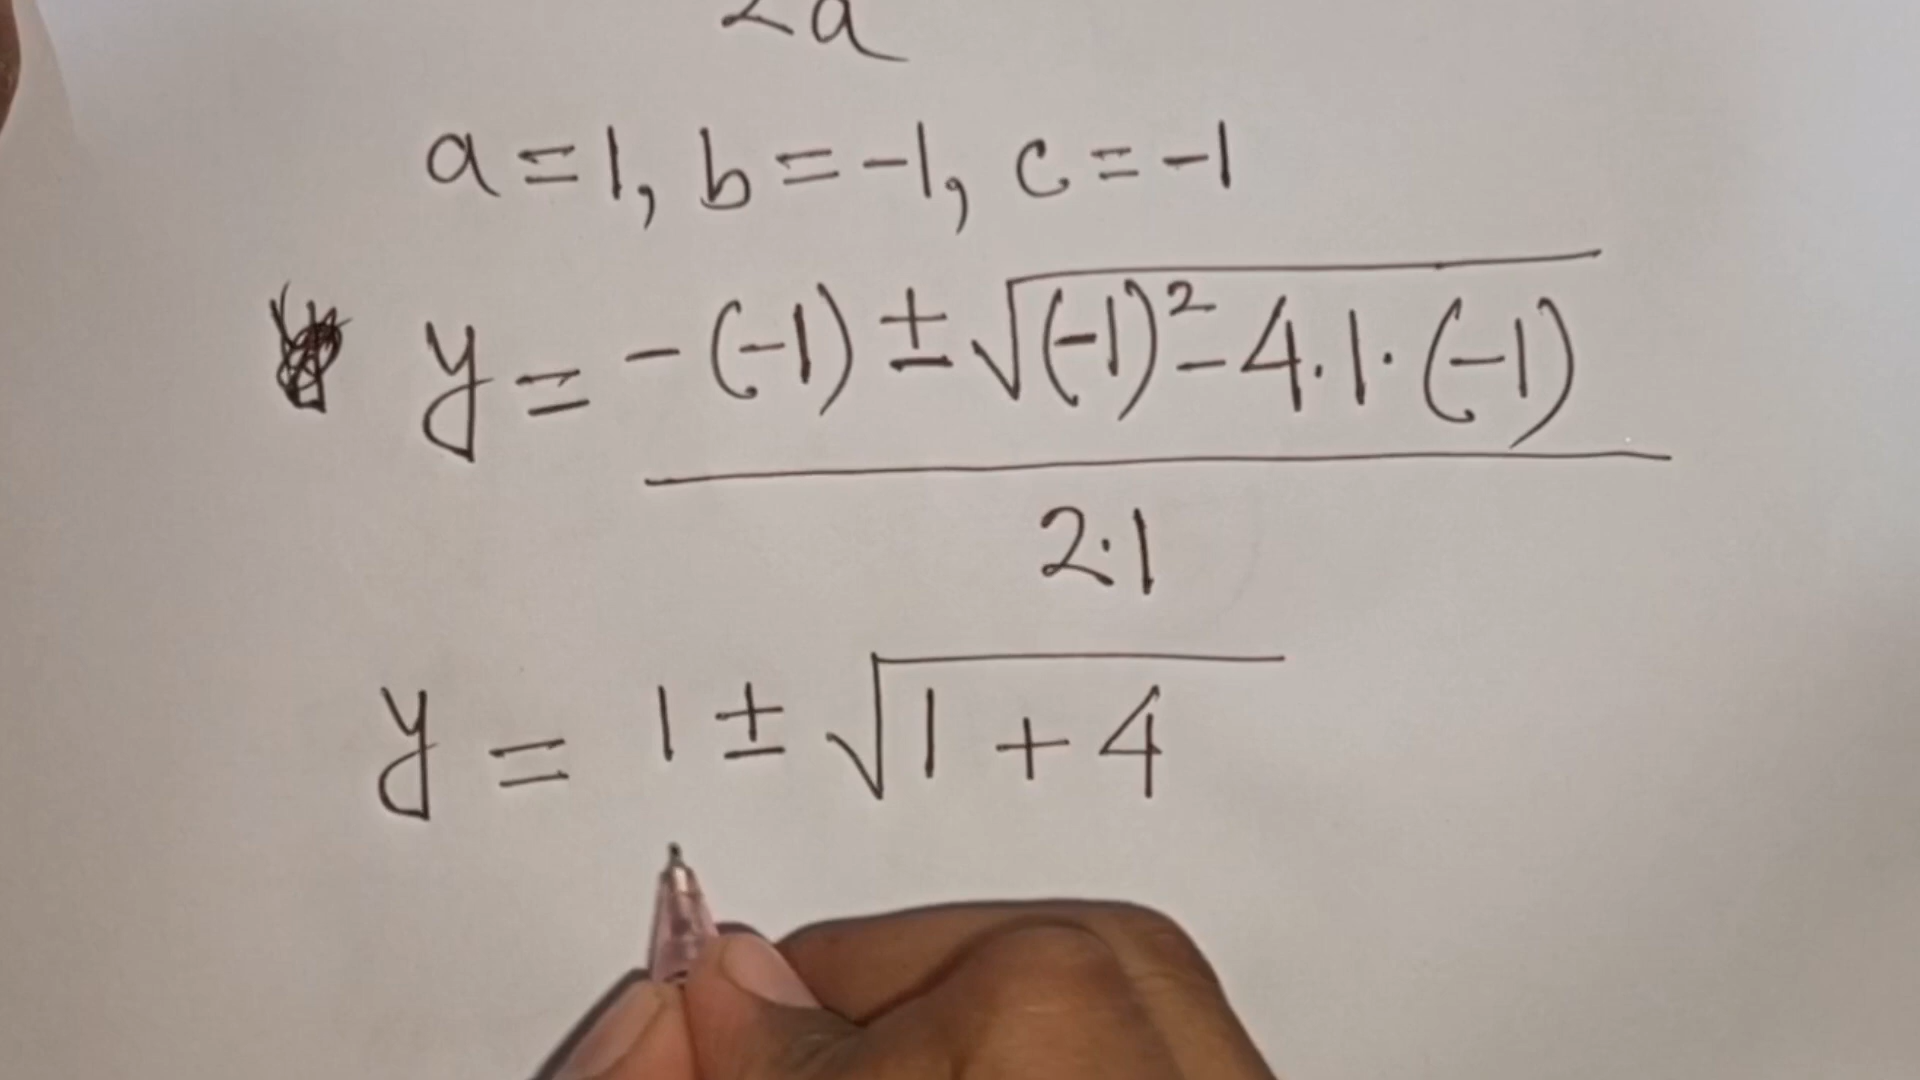 2a
a = 1, b = -1, c = -1
y = -(-1) ± √(-1)² - 4.1.(-1)
2.1
y = 1 ± √1 + 4